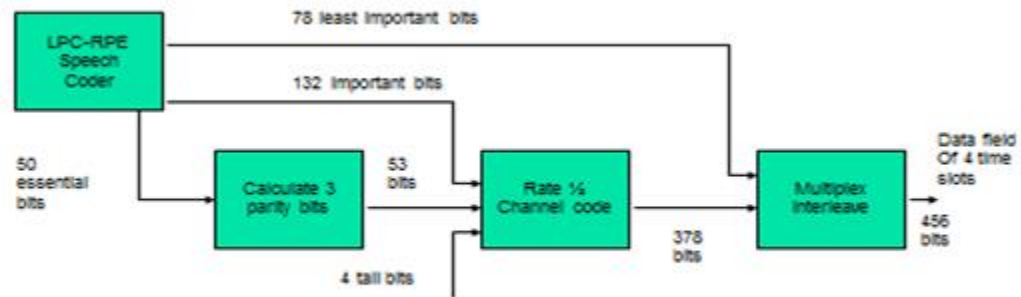 78 least important bits
LPC-RPE
Speech
Coder
132 important bits
50
essential
bits
Calculate 3
parity bits
53
bits
Rate ½
Channel code
4 tail bits
378
bits
Multiplex
Interleave
Data field
Of 4 time
slots
456
bits